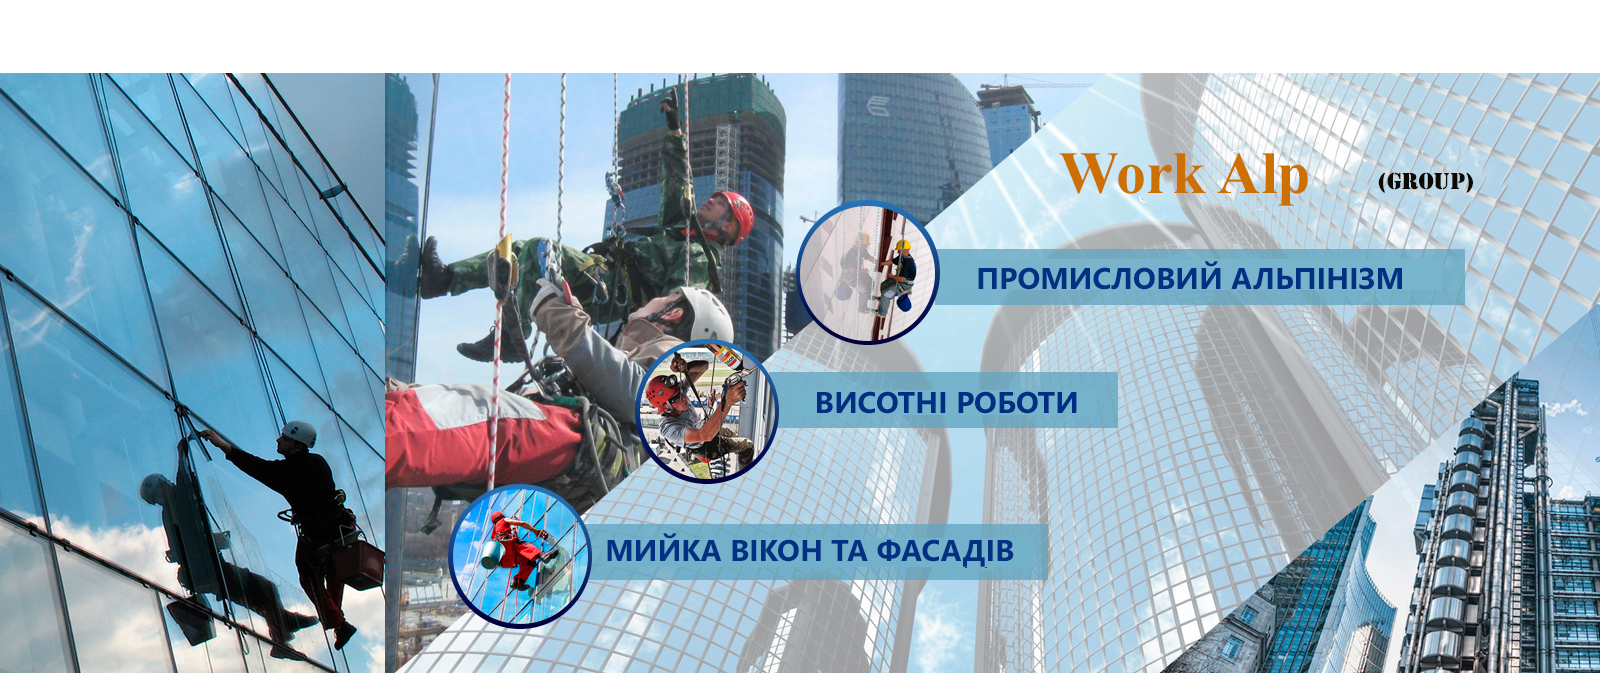 Work Alp (GROUP)
ПРОМИСЛОВИЙ АЛЬПІНІЗМ
ВИСОТНІ РОБОТИ
МИЙКА ВІКОН ТА ФАСАДІВ